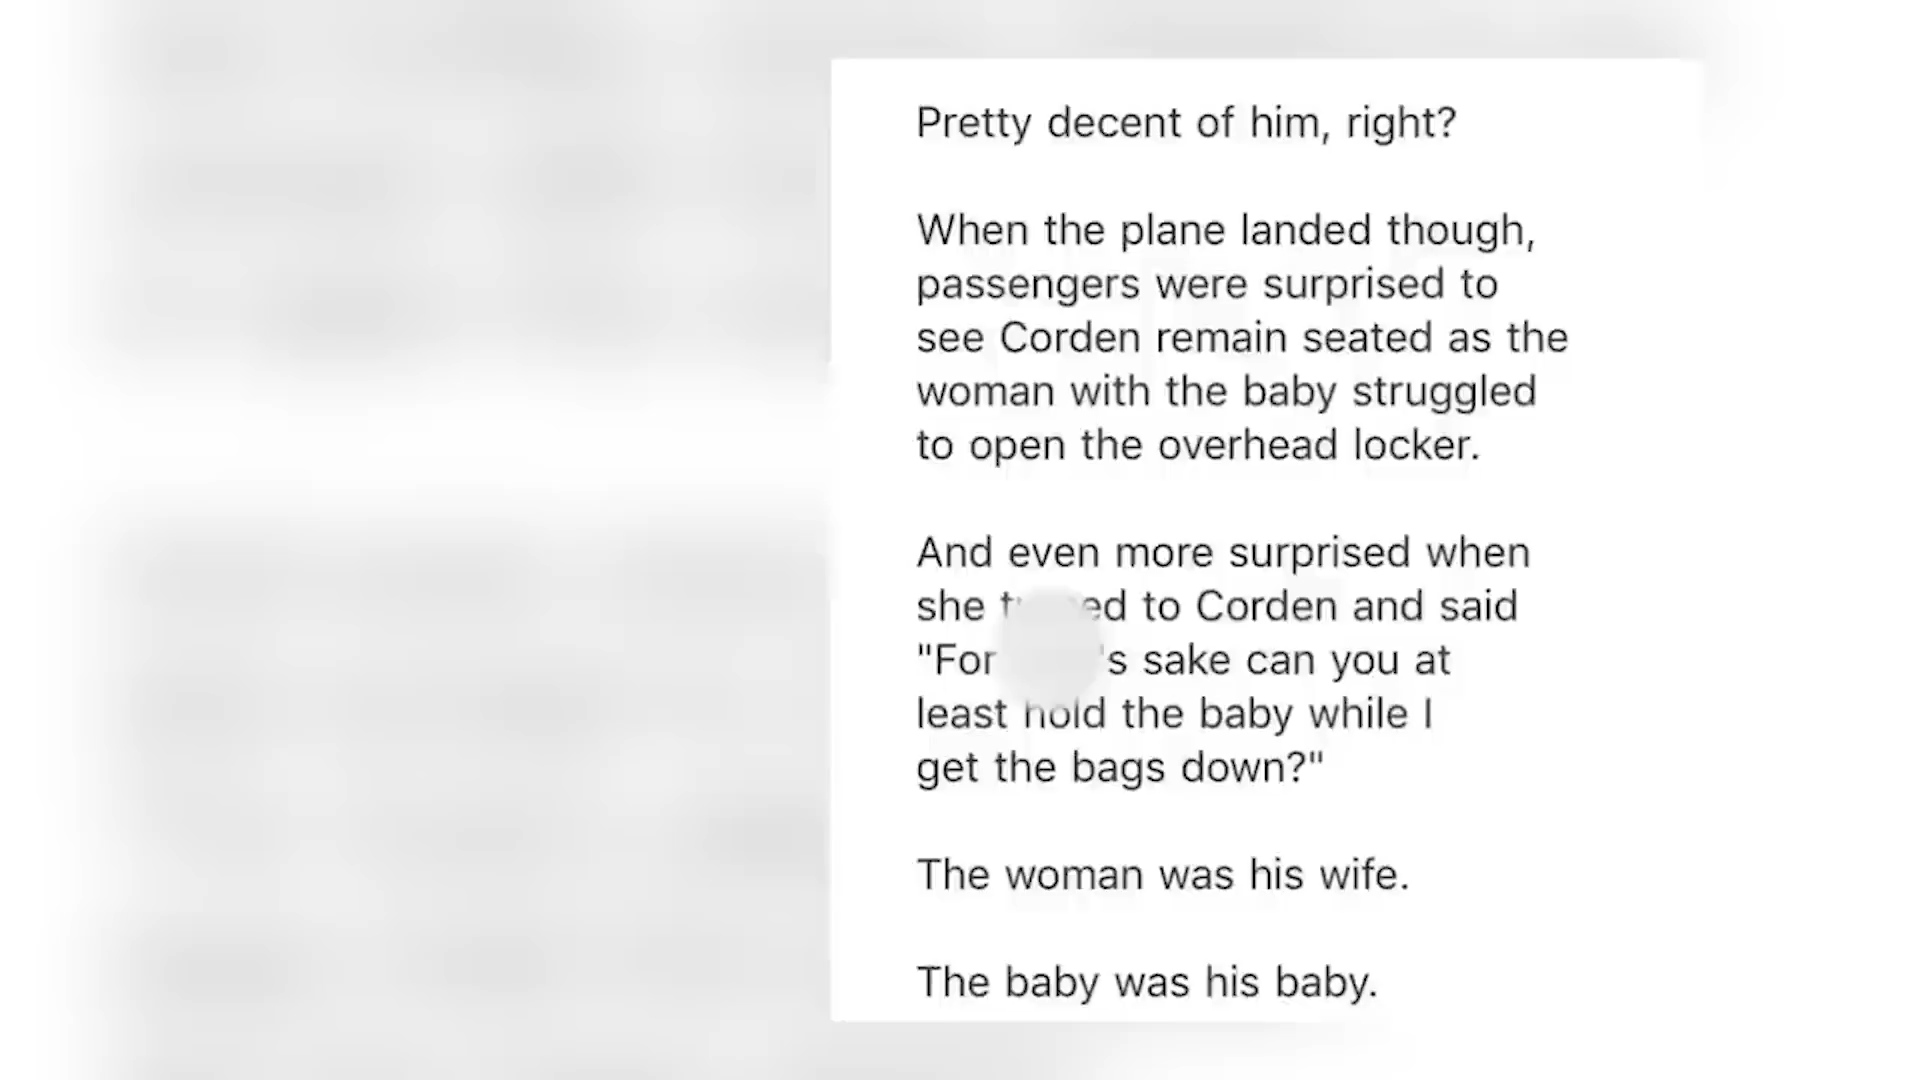 Pretty decent of him, right?
When the plane landed though,
passengers were surprised to
see Corden remain seated as the
woman with the baby struggled
to open the overhead locker.
And even more surprised when
she to Corden and said
"For sake can you at
least hold the baby while I
get the bags down?"
The woman was his wife.
The baby was his baby.